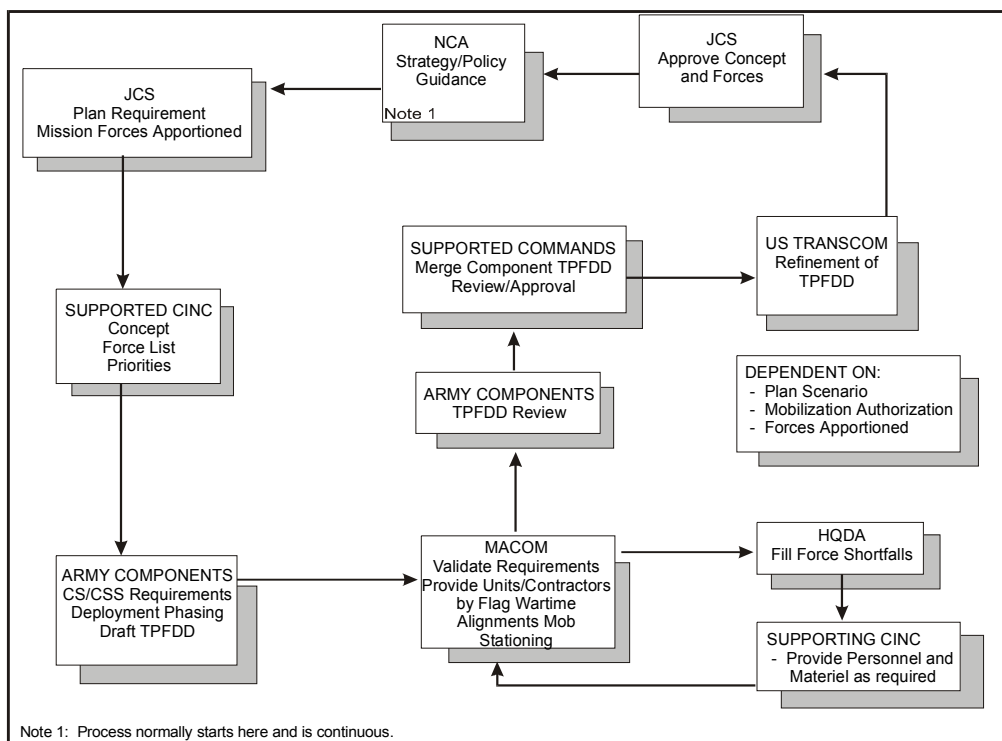 NCA
Strategy/Policy
Guidance
Note 1
JCS
Approve Concept
and Forces
JCS
Plan Requirement
Mission Forces Apportioned
SUPPORTED COMMANDS
Merge Component TPFDD
Review/Approval
US TRANSCOM
Refinement of
TPFDD
SUPPORTED CINC
Concept
Force List
Priorities
ARMY COMPONENTS
TPFDD Review
DEPENDENT ON:
- Plan Scenario
- Mobilization Authorization
- Forces Apportioned
ARMY COMPONENTS
CS/CSS Requirements
Deployment Phasing
Draft TPFDD
MACOM
Validate Requirements
Provide Units/Contractors
by Flag Wartime
Alignments Mob
Stationing
HQDA
Fill Force Shortfalls
SUPPORTING CINC
- Provide Personnel and
Materiel as required
Note 1: Process normally starts here and is continuous.